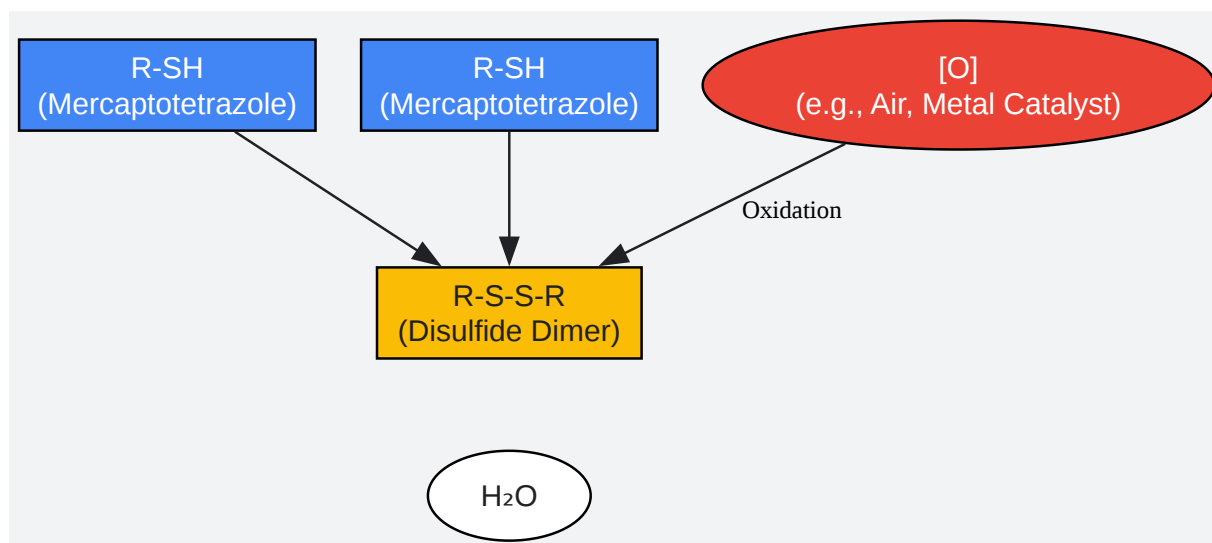 R-SH
(Mercaptotetrazole)
R-SH
(Mercaptotetrazole)
[O]
(e.g., Air, Metal Catalyst)
Oxidation
R-S-S-R
(Disulfide Dimer)
H₂O